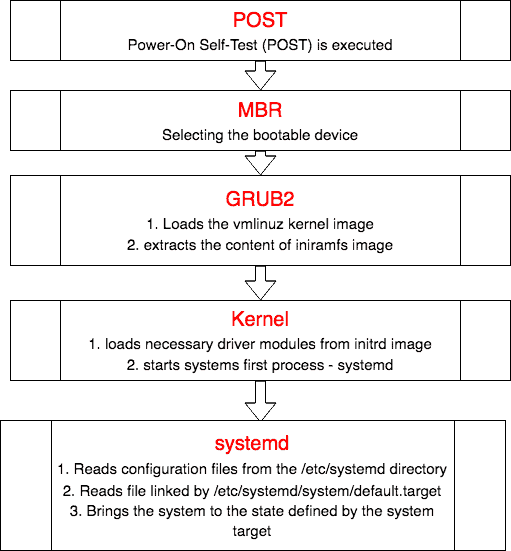 POST
Power-On Self-Test (POST) is executed
MBR
Selecting the bootable device
GRUB2
1. Loads the vmlinuz kernel image
2. extracts the content of iniramfs image
Kernel
1. loads necessary driver modules from initrd image
2. starts systems first process - systemd
systemd
1. Reads configuration files from the /etc/systemd directory
2. Reads file linked by /etc/systemd/system/default.target
3. Brings the system to the state defined by the system
target